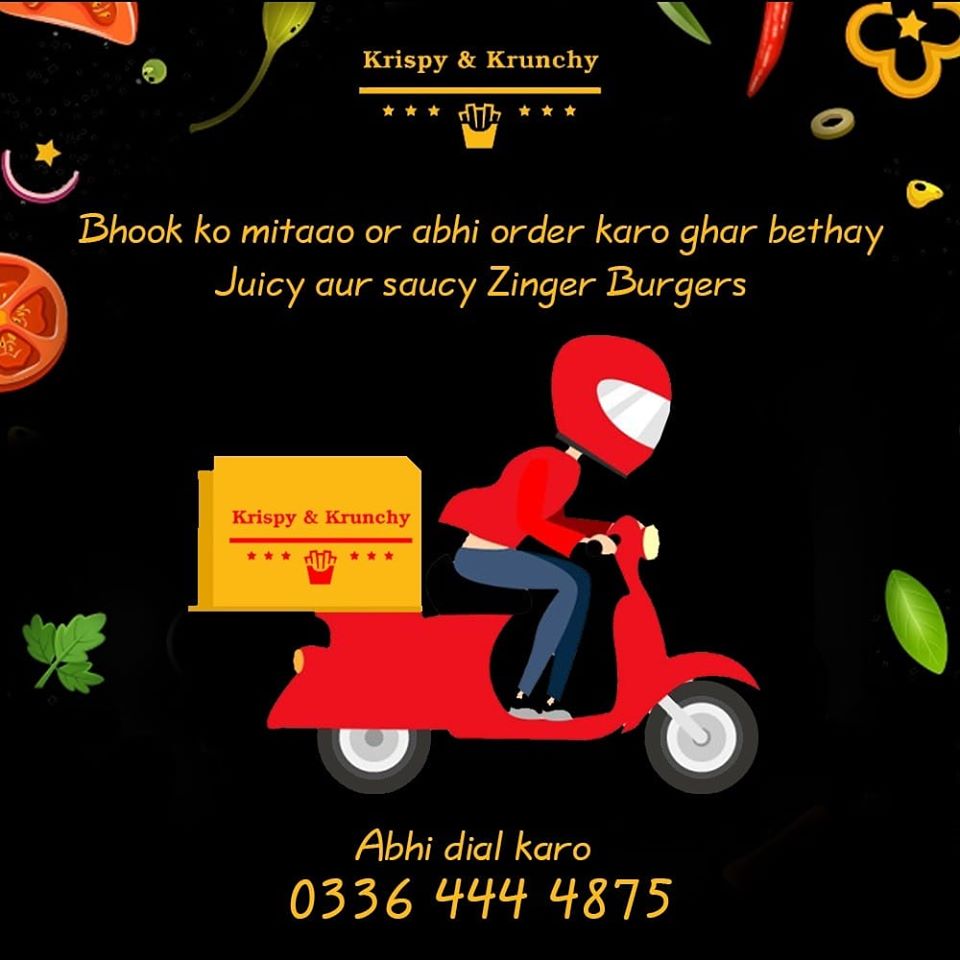 Krispy & Krunchy
Bhook ko mitaao or abhi order karo ghar bethay
Juicy aur saucy Zinger Burgers
Krispy & Krunchy
Abhi dial karo
0336 444 4875